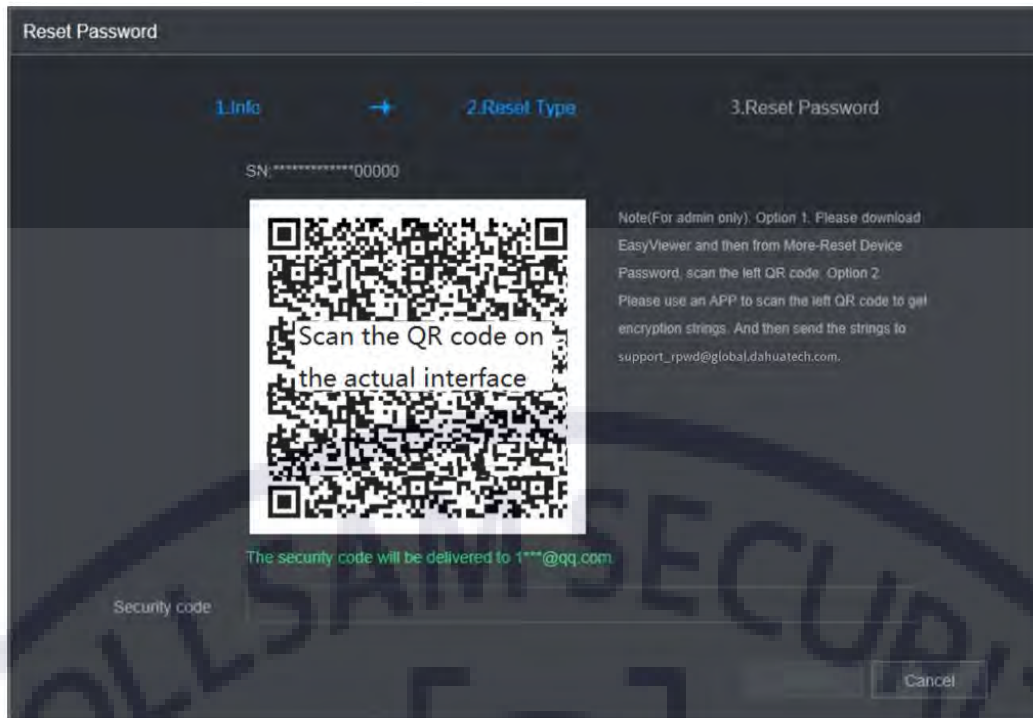 Reset Password
1.Info → 2.Reset Type 3.Reset Password
SN:*************00000
Note(For admin only). Option 1. Please download
EasyViewer and then from More-Reset Device
Password, scan the left QR code. Option 2.
Please use an APP to scan the left QR code to get
encryption strings. And then send the strings to
support_rpwd@global.dahuatech.com.
Scan the QR code on
the actual interface
The security code will be delivered to 1***@qq.com.
Security code
Cancel
OLL SAM SECURI